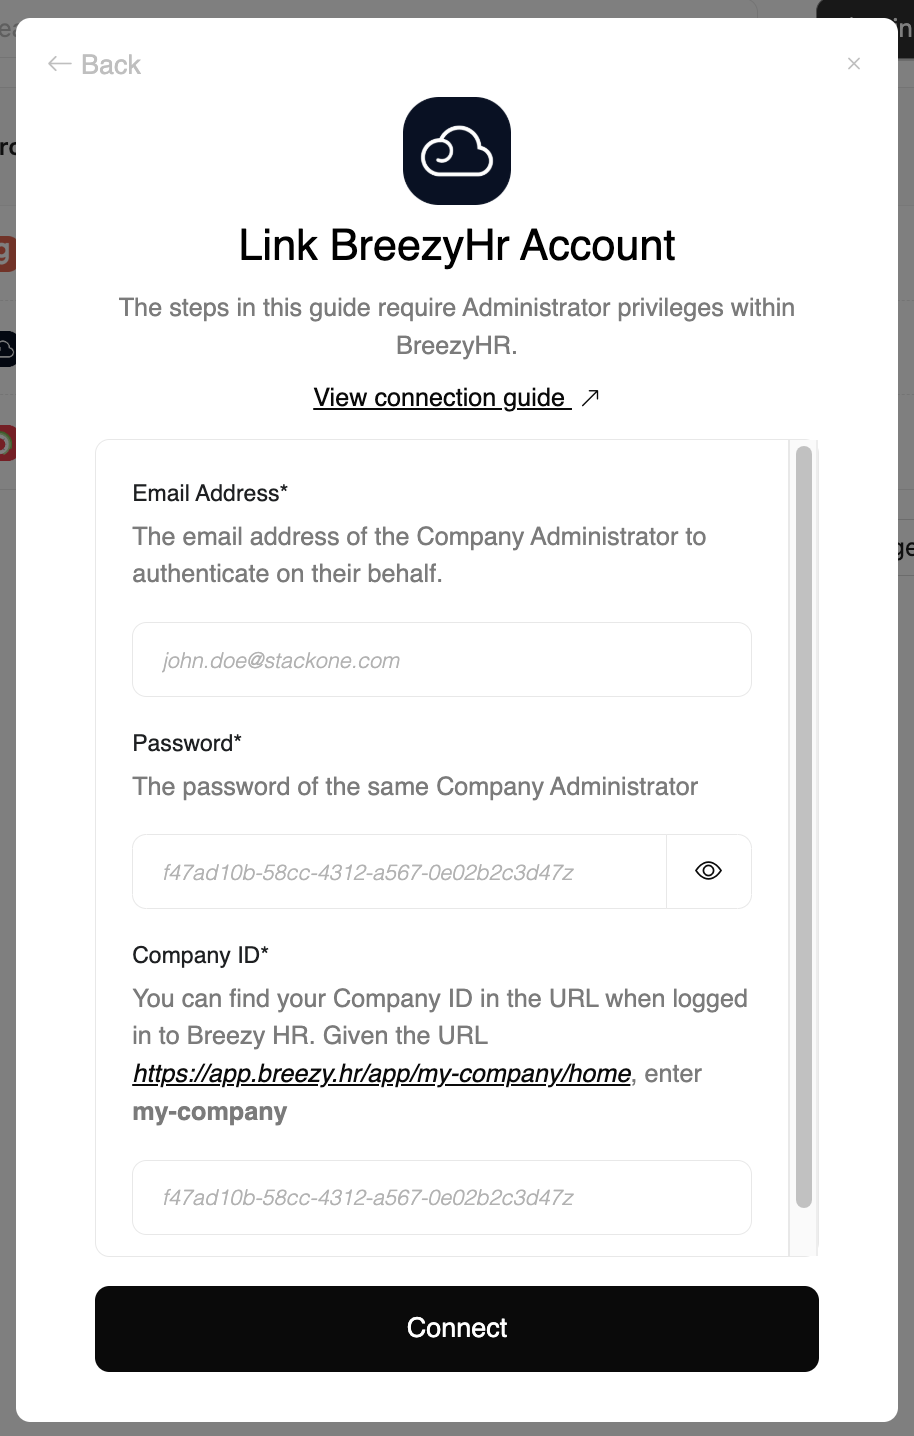 Back
Link BreezyHr Account
The steps in this guide require Administrator privileges within
BreezyHR.
View connection guide
Email Address*
The email address of the Company Administrator to
authenticate on their behalf.
john.doe@stackone.com
Password*
The password of the same Company Administrator
f47ad10b-58cc-4312-a567-0e02b2c3d47z
Company ID*
You can find your Company ID in the URL when logged
in to Breezy HR. Given the URL
https://app.breezy.hr/app/my-company/home, enter
my-company
f47ad10b-58cc-4312-a567-0e02b2c3d47z
Connect